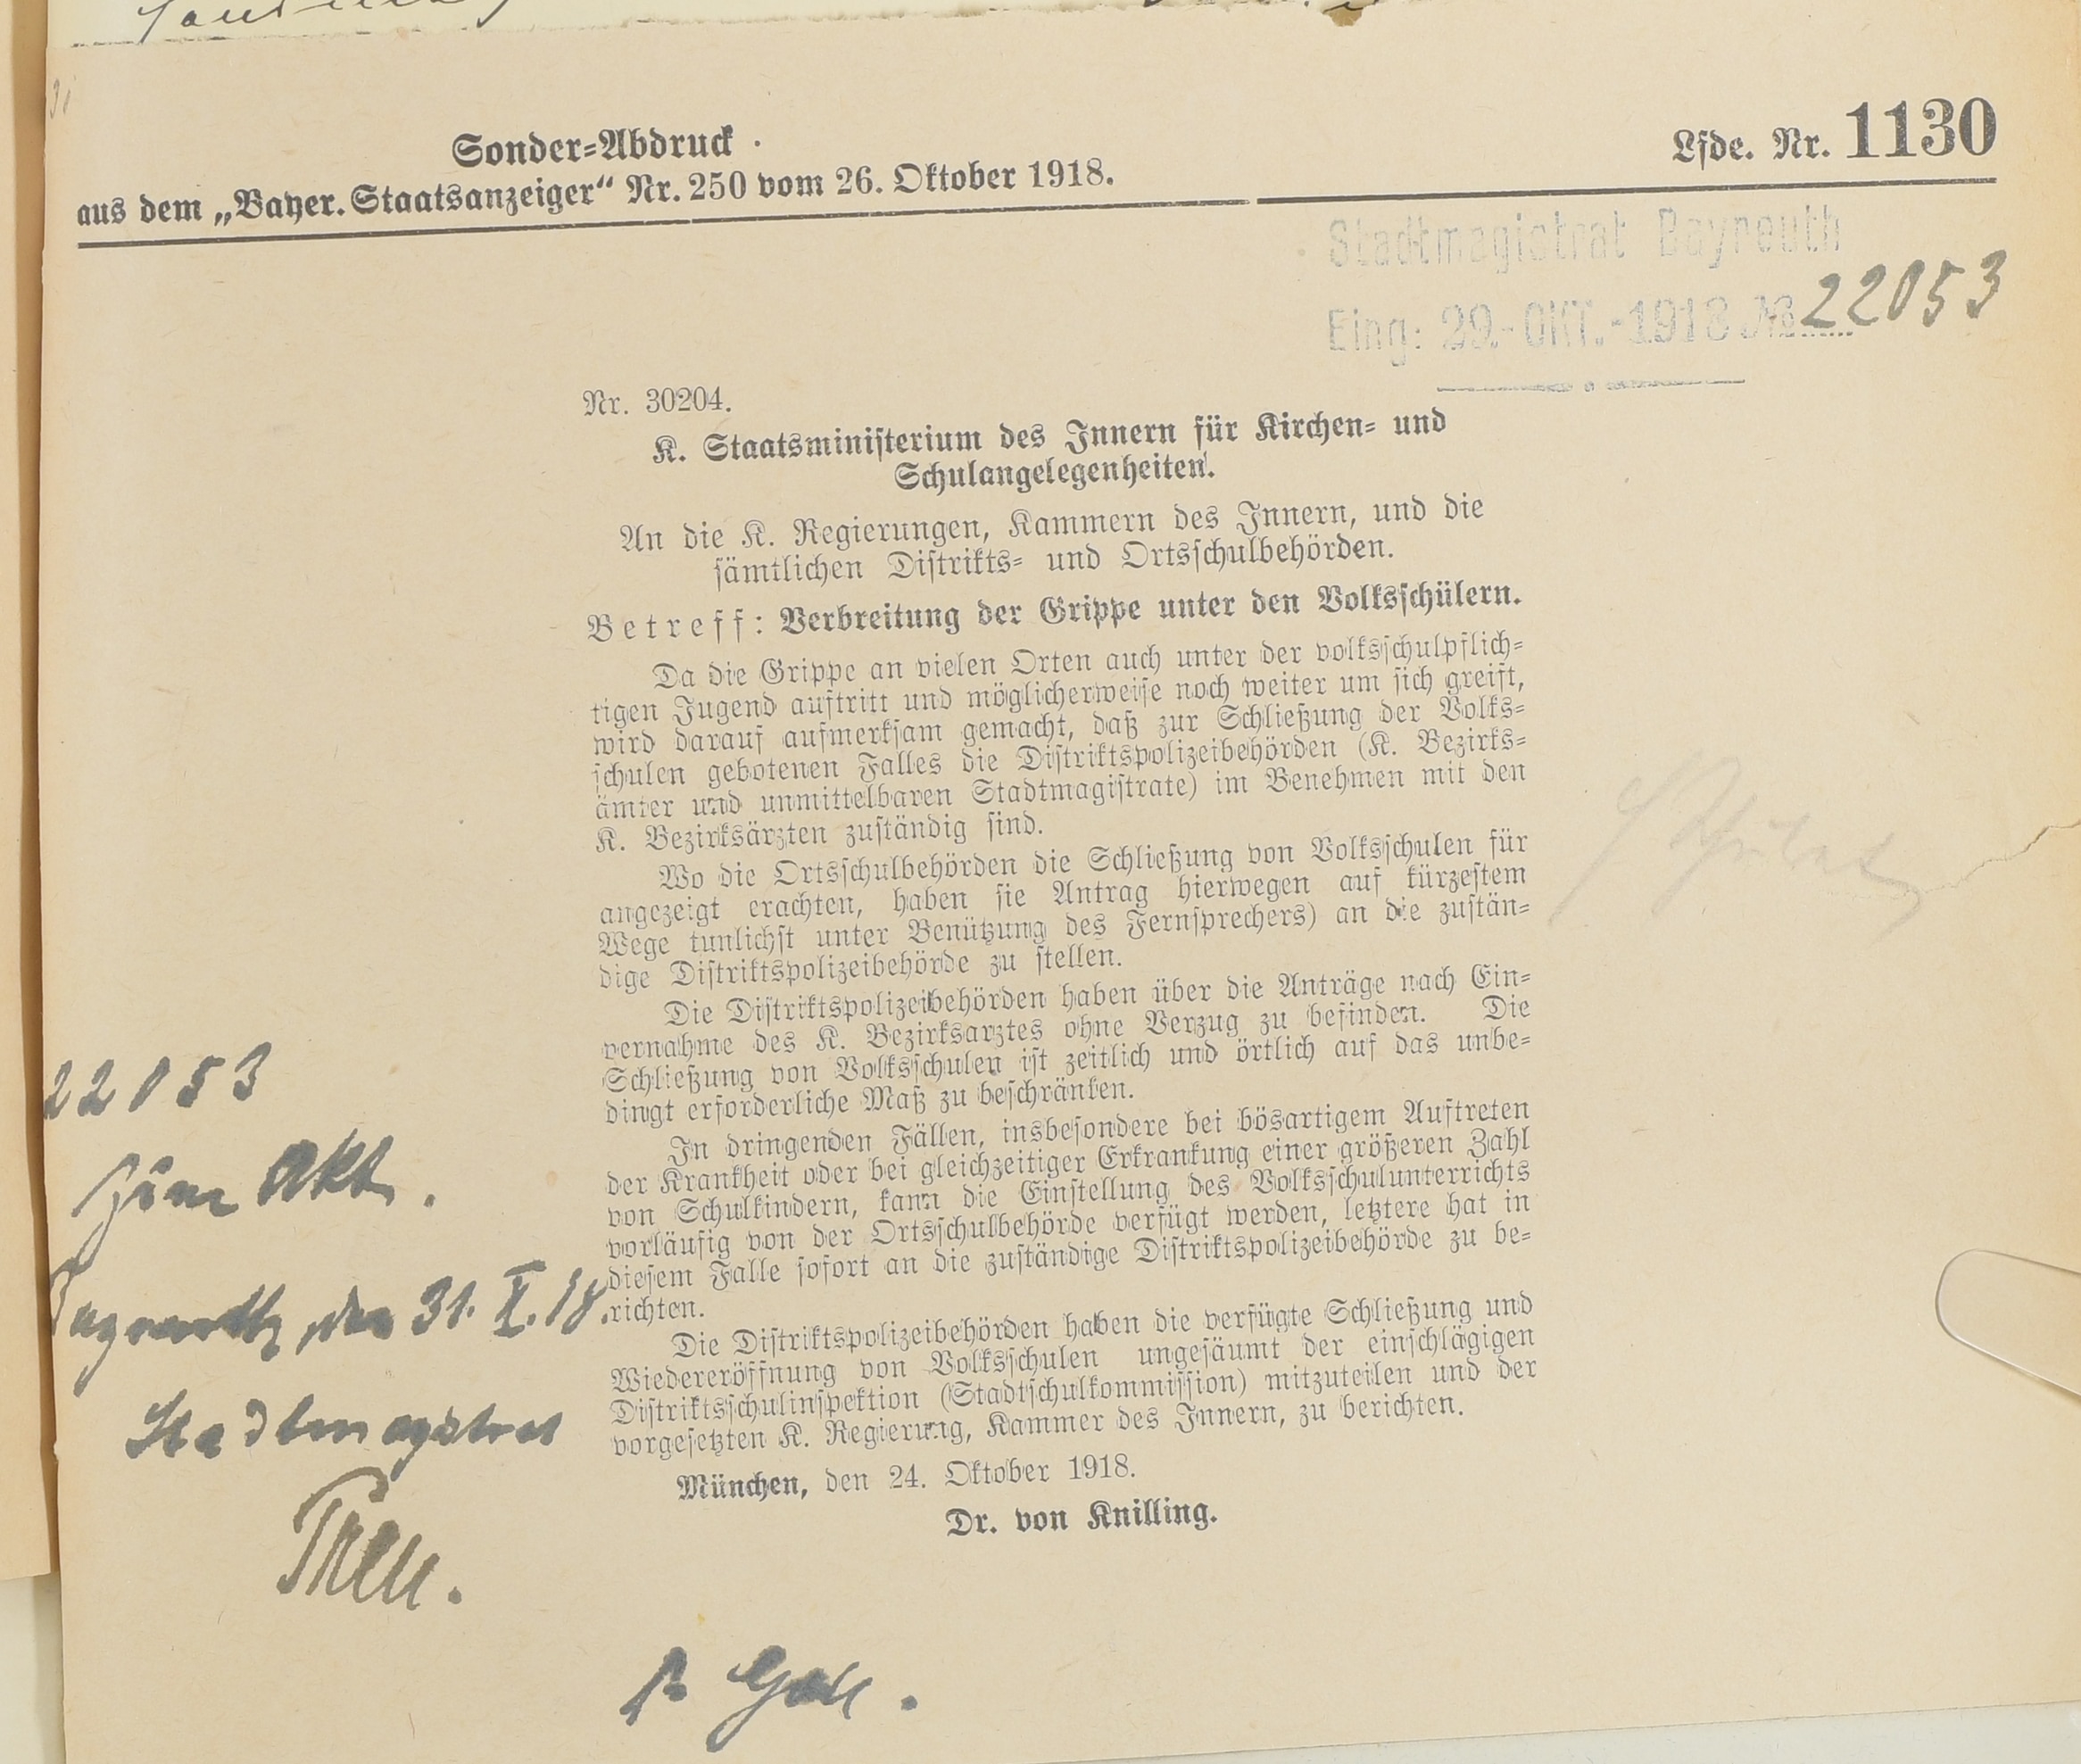 Sonder-Abdruck
aus dem „Bayer. Staatsanzeiger“ Nr. 250 vom 26. Oktober 1918.
Lfde. Nr. 1130
Stadtmagistrat Bayreuth
Eing: 29.-OKT.-1918 № 22053
Nr. 30204.
K. Staatsministerium des Innern für Kirchen- und
Schulangelegenheiten.
An die K. Regierungen, Kammern des Innern, und die
sämtlichen Distrikts- und Ortsschulbehörden.
Betreff: Verbreitung der Grippe unter den Volksschülern.
Da die Grippe an vielen Orten auch unter der volksschulpflich-
tigen Jugend auftritt und möglicherweise noch weiter um sich greift,
wird darauf aufmerksam gemacht, daß zur Schließung der Volks-
schulen gebotenen Falles die Distriktspolizeibehörden (K. Bezirks-
ämter und unmittelbaren Stadtmagistrate) im Benehmen mit den
K. Bezirksärzten zuständig sind.
Wo die Ortsschulbehörden die Schließung von Volksschulen für
angezeigt erachten, haben sie Antrag hierwegen auf kürzestem
Wege tunlichst unter Benützung des Fernsprechers) an die zustän-
dige Distriktspolizeibehörde zu stellen.
Die Distriktspolizeibehörden haben über die Anträge nach Ein-
vernahme des K. Bezirksarztes ohne Verzug zu befinden. Die
Schließung von Volksschulen ist zeitlich und örtlich auf das unbe-
dingt erforderliche Maß zu beschränken.
In dringenden Fällen, insbesondere bei bösartigem Auftreten
der Krankheit oder bei gleichzeitiger Erkrankung einer größeren Zahl
von Schulkindern, kann die Einstellung des Volksschulunterrichts
vorläufig von der Ortsschulbehörde verfügt werden, letztere hat in
diesem Falle sofort an die zuständige Distriktspolizeibehörde zu be-
richten.
Die Distriktspolizeibehörden haben die verfügte Schließung und
Wiedereröffnung von Volksschulen ungesäumt der einschlägigen
Distriktsschulinspektion (Stadtschulkommission) mitzuteilen und der
vorgesetzten K. Regierung, Kammer des Innern, zu berichten.
München, den 24. Oktober 1918.
Dr. von Knilling.
22053
Zum Akt.
Bayreuth, den 31. X. 18.
Stadtmagistrat